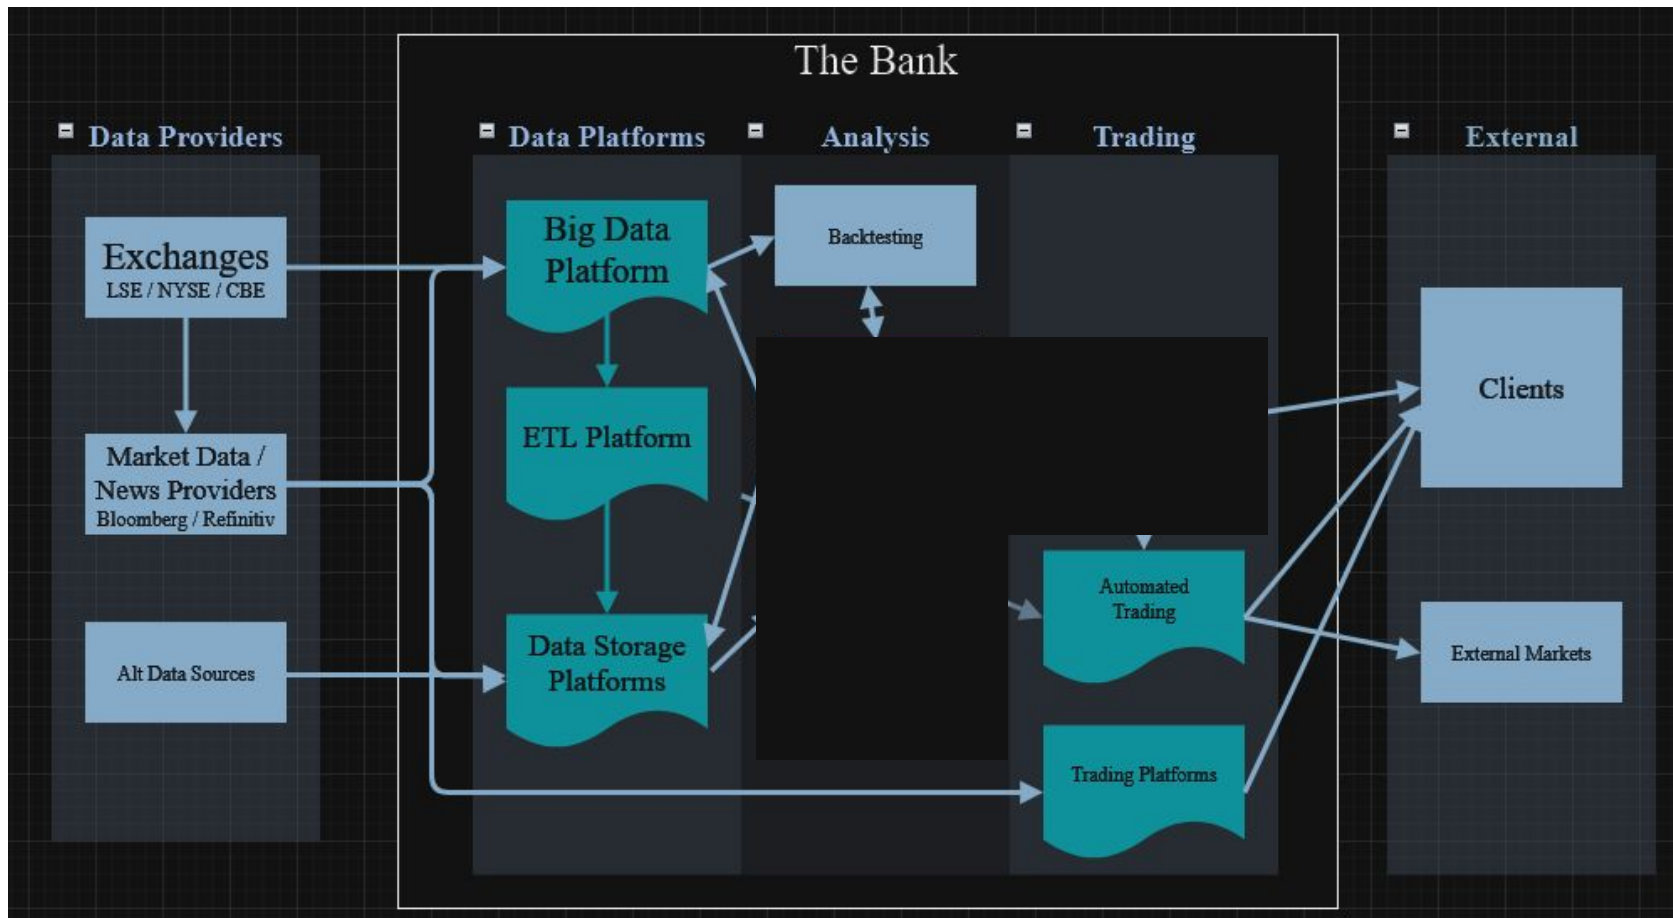 The Bank
Data Providers
Data Platforms
Analysis
Trading
External
Exchanges
LSE / NYSE / CBE
Market Data /
News Providers
Bloomberg / Refinitiv
Alt Data Sources
Big Data
Platform
ETL Platform
Data Storage
Platforms
Backtesting
Automated
Trading
Trading Platforms
Clients
External Markets